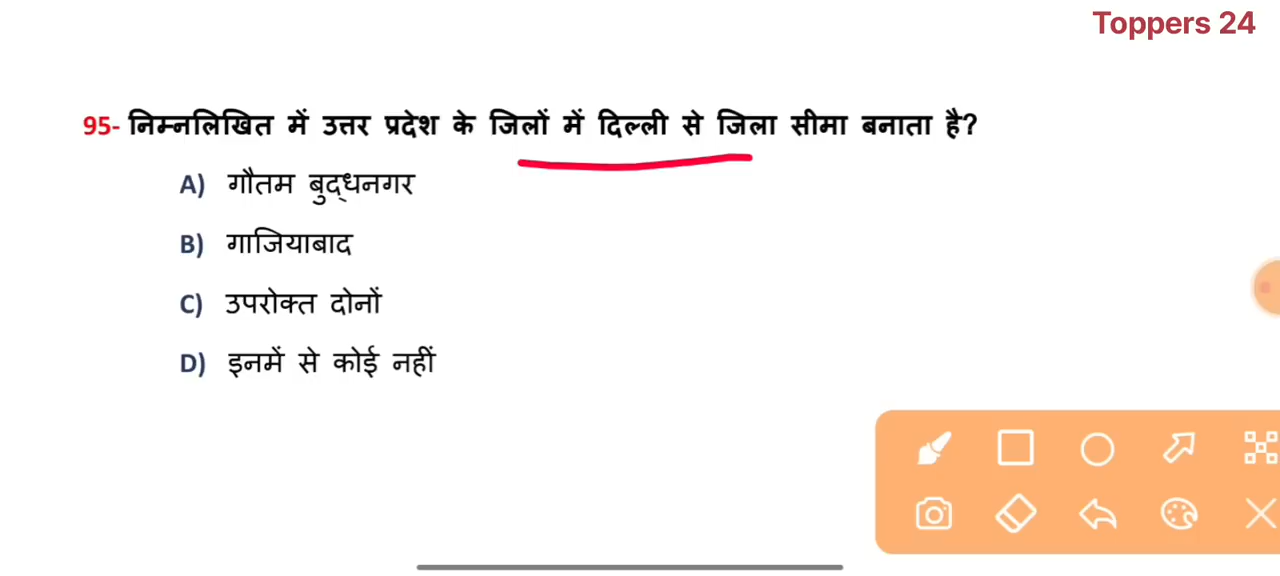 Toppers 24
95- निम्नलिखित में उत्तर प्रदेश के जिलों में दिल्ली से जिला सीमा बनाता है?
A) गौतम बुद्धनगर
B) गाजियाबाद
C) उपरोक्त दोनों
D) इनमें से कोई नहीं